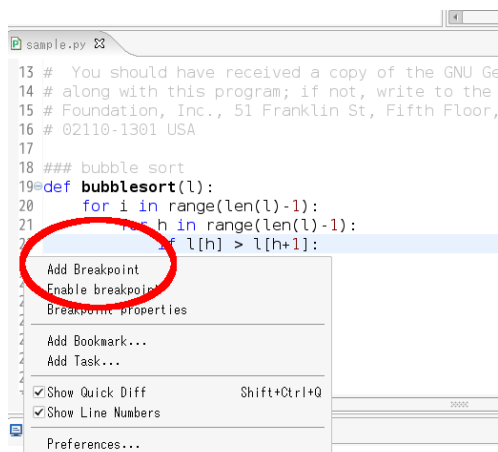 sample.py
13 #  You should have received a copy of the GNU Ge
14 # along with this program; if not, write to the
15 # Foundation, Inc., 51 Franklin St, Fifth Floor,
16 # 02110-1301 USA
17
18 ### bubble sort
19 def bubblesort(l):
20     for i in range(len(l)-1):
21         for h in range(len(l)-1):
if l[h] > l[h+1]:
Add Breakpoint
Enable breakpoint
Breakpoint properties
Add Bookmark...
Add Task...
Show Quick Diff Shift+Ctrl+Q
Show Line Numbers
Preferences...